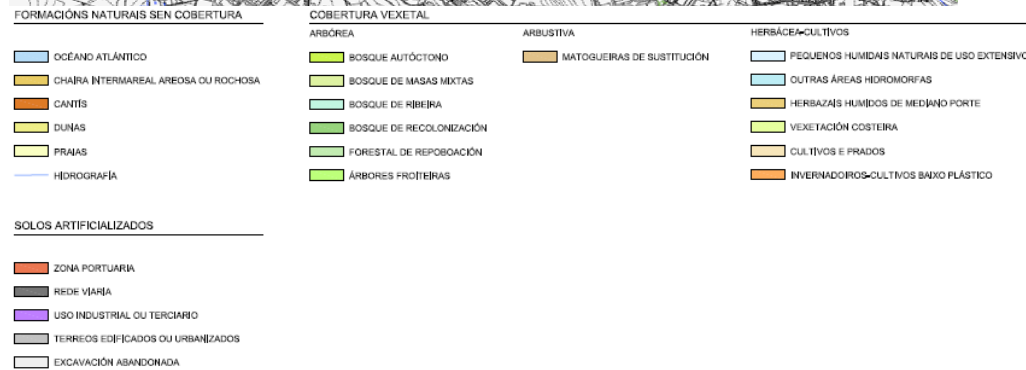 FORMACIÓNS NATURAIS SEN COBERTURA
OCÉANO ATLÁNTICO
CHAIRA INTERMAREAL AREOSA OU ROCHOSA
CANTÍS
DUNAS
PRAIAS
HIDROGRAFÍA
COBERTURA VEXETAL
ARBÓREA
BOSQUE AUTÓCTONO
BOSQUE DE MASAS MIXTAS
BOSQUE DE RIBEIRA
BOSQUE DE RECOLONIZACIÓN
FORESTAL DE REPOBOACIÓN
ÁRBORES FROITEIRAS
ARBUSTIVA
MATOGUEIRAS DE SUSTITUCIÓN
HERBÁCEA-CULTIVOS
PEQUENOS HUMIDAIS NATURAIS DE USO EXTENSIVO
OUTRAS ÁREAS HIDROMORFAS
HERBAZAIS HUMIDOS DE MEDIANO PORTE
VEXETACIÓN COSTEIRA
CULTIVOS E PRADOS
INVERNADOIROS-CULTIVOS BAIXO PLÁSTICO
SOLOS ARTIFICIALIZADOS
ZONA PORTUARIA
REDE VIARIA
USO INDUSTRIAL OU TERCIARIO
TERREOS EDIFICADOS OU URBANIZADOS
EXCAVACIÓN ABANDONADA